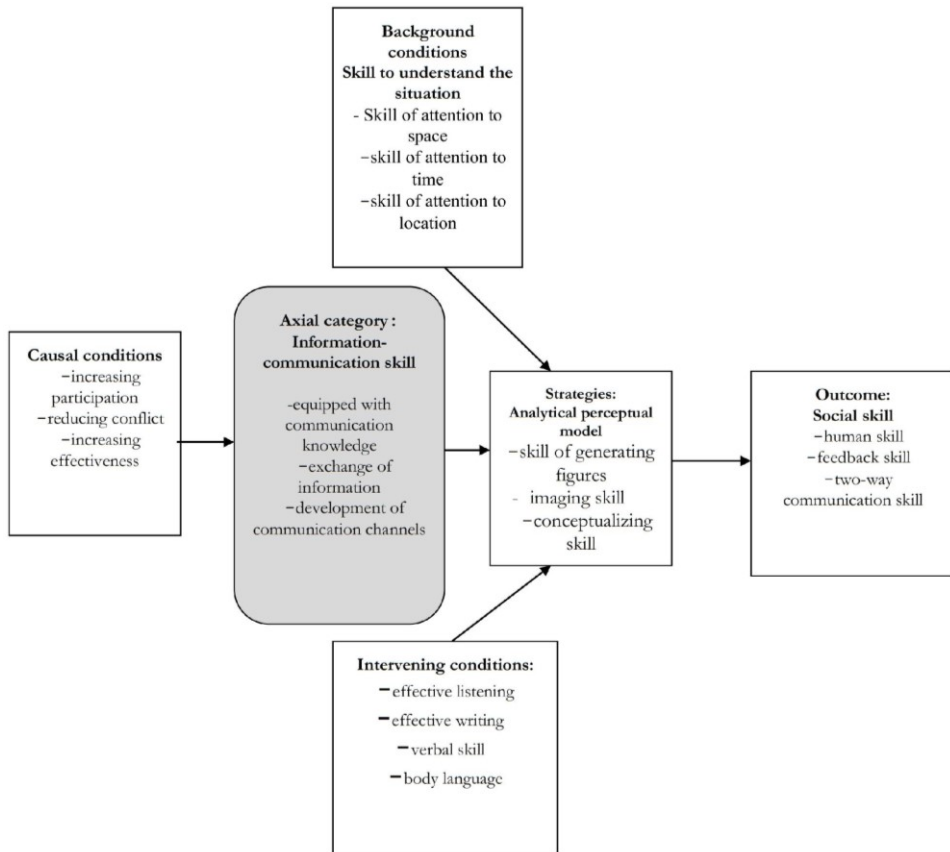 Background
conditions
Skill to understand the
situation
- Skill of attention to
space
–skill of attention to
time
–skill of attention to
location
Causal conditions
–increasing
participation
–reducing conflict
–increasing
effectiveness
Axial category :
Information-
communication skill
-equipped with
communication
knowledge
–exchange of
information
–development of
communication channels
Strategies:
Analytical perceptual
model
–skill of generating
figures
- imaging skill
–conceptualizing
skill
Outcome:
Social skill
–human skill
–feedback skill
–two-way
communication skill
Intervening conditions:
–effective listening
–effective writing
–verbal skill
–body language